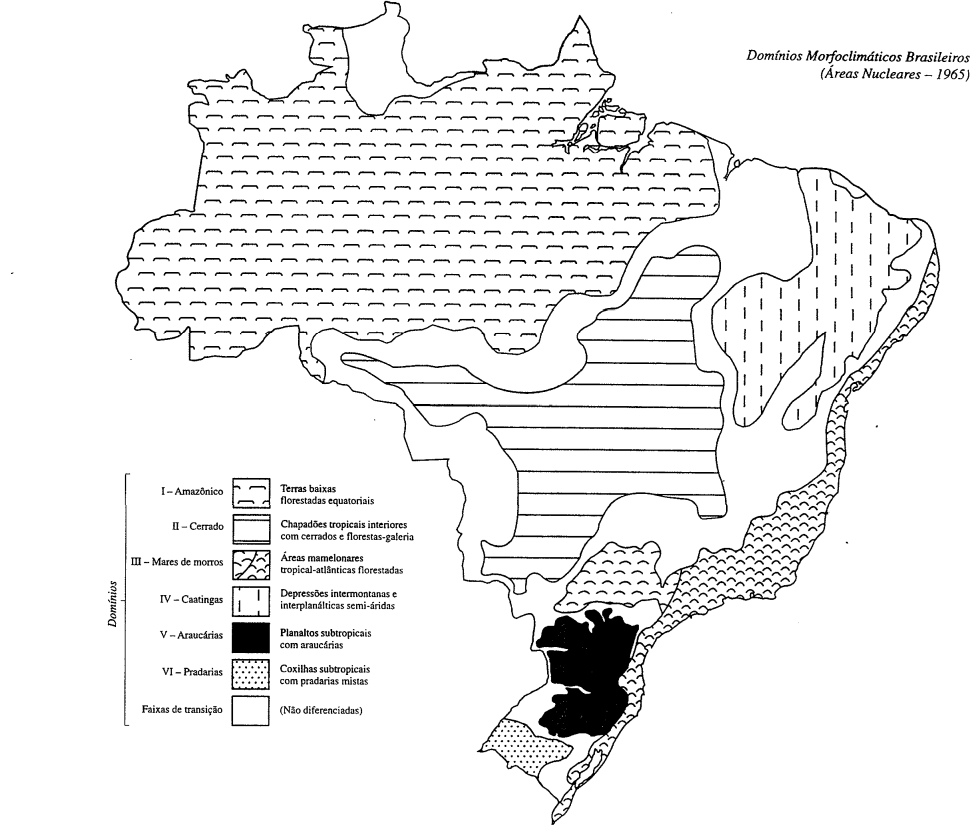 Domínios Morfoclimáticos Brasileiros
(Áreas Nucleares – 1965)
Domínios
I – Amazônico
Terras baixas
florestadas equatoriais
II – Cerrado
Chapadões tropicais interiores
com cerrados e florestas-galeria
III – Mares de morros
Áreas mamelonares
tropical-atlânticas florestadas
IV – Caatingas
Depressões intermontanas e
interplanálticas semi-áridas
V – Araucárias
Planaltos subtropicais
com araucárias
VI – Pradarias
Coxilhas subtropicais
com pradarias mistas
Faixas de transição
(Não diferenciadas)